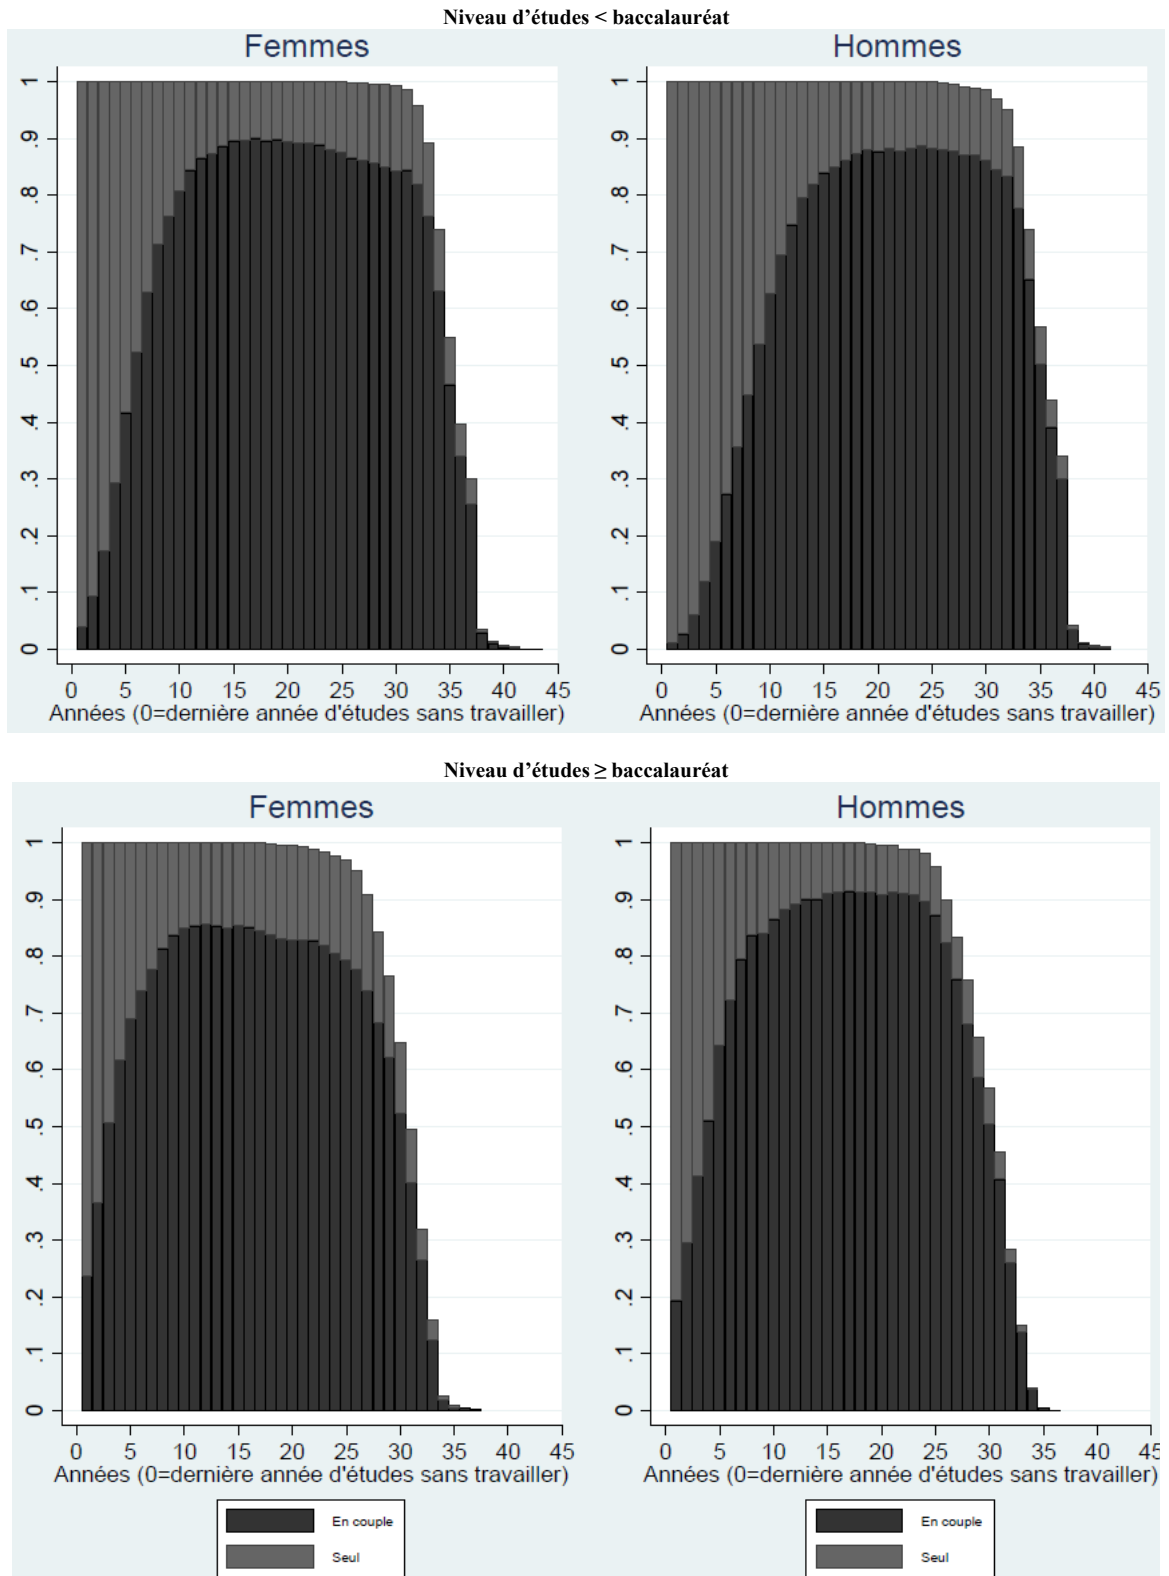 Niveau d'études < baccalauréat
Femmes
Hommes
1
.9
.8
.7
.6
.5
.4
.3
.2
.1
0
1
.9
.8
.7
.6
.5
.4
.3
.2
.1
0
0 5 10 15 20 25 30 35 40 45
0 5 10 15 20 25 30 35 40 45
Années (0=dernière année d'études sans travailler)
Années (0=dernière année d'études sans travailler)
Niveau d'études ≥ baccalauréat
Femmes
Hommes
1
.9
.8
.7
.6
.5
.4
.3
.2
.1
0
1
.9
.8
.7
.6
.5
.4
.3
.2
.1
0
0 5 10 15 20 25 30 35 40 45
0 5 10 15 20 25 30 35 40 45
Années (0=dernière année d'études sans travailler)
Années (0=dernière année d'études sans travailler)
En couple
Seul
En couple
Seul